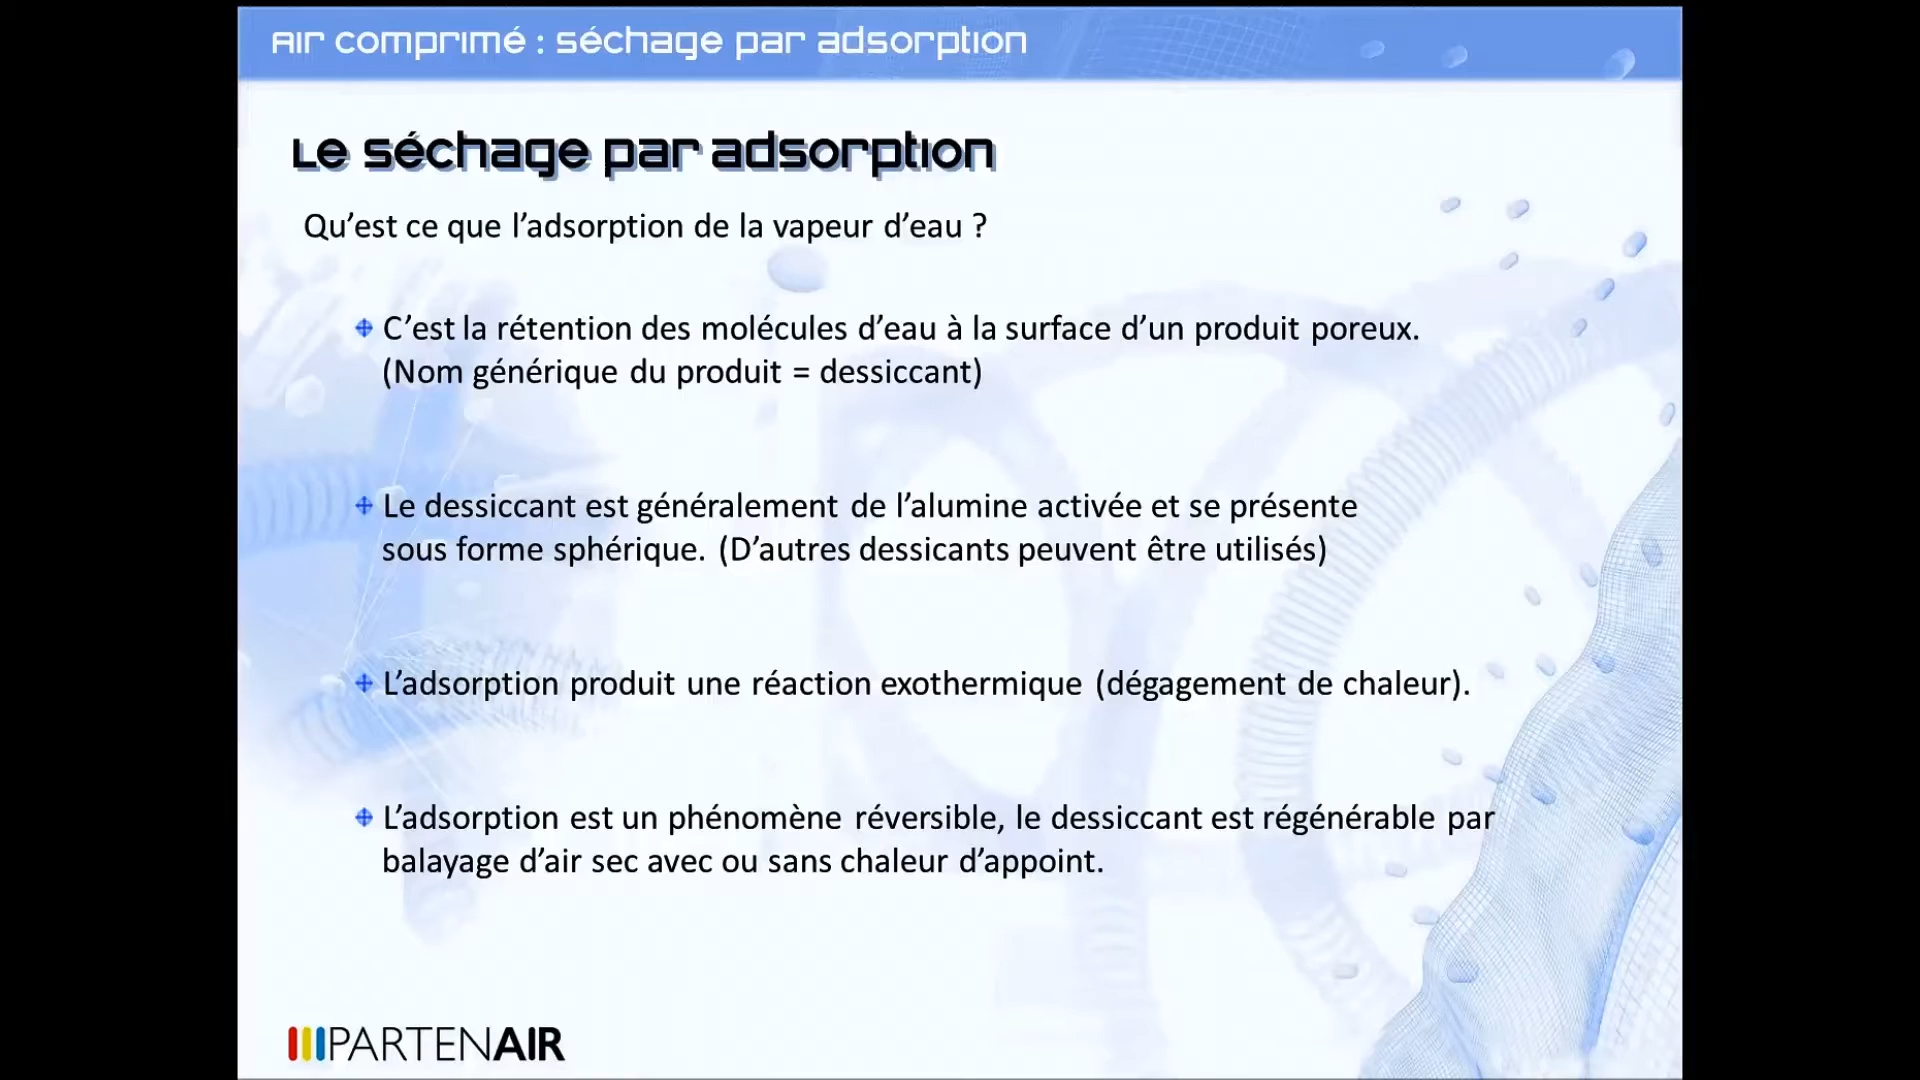 Air comprimé : séchage par adsorption
Le séchage par adsorption
Qu’est ce que l’adsorption de la vapeur d’eau ?
C’est la rétention des molécules d’eau à la surface d’un produit poreux.
(Nom générique du produit = dessiccant)
Le dessiccant est généralement de l’alumine activée et se présente
sous forme sphérique. (D’autres dessicants peuvent être utilisés)
L’adsorption produit une réaction exothermique (dégagement de chaleur).
L’adsorption est un phénomène réversible, le dessiccant est régénérable par
balayage d’air sec avec ou sans chaleur d’appoint.
PARTENAIR